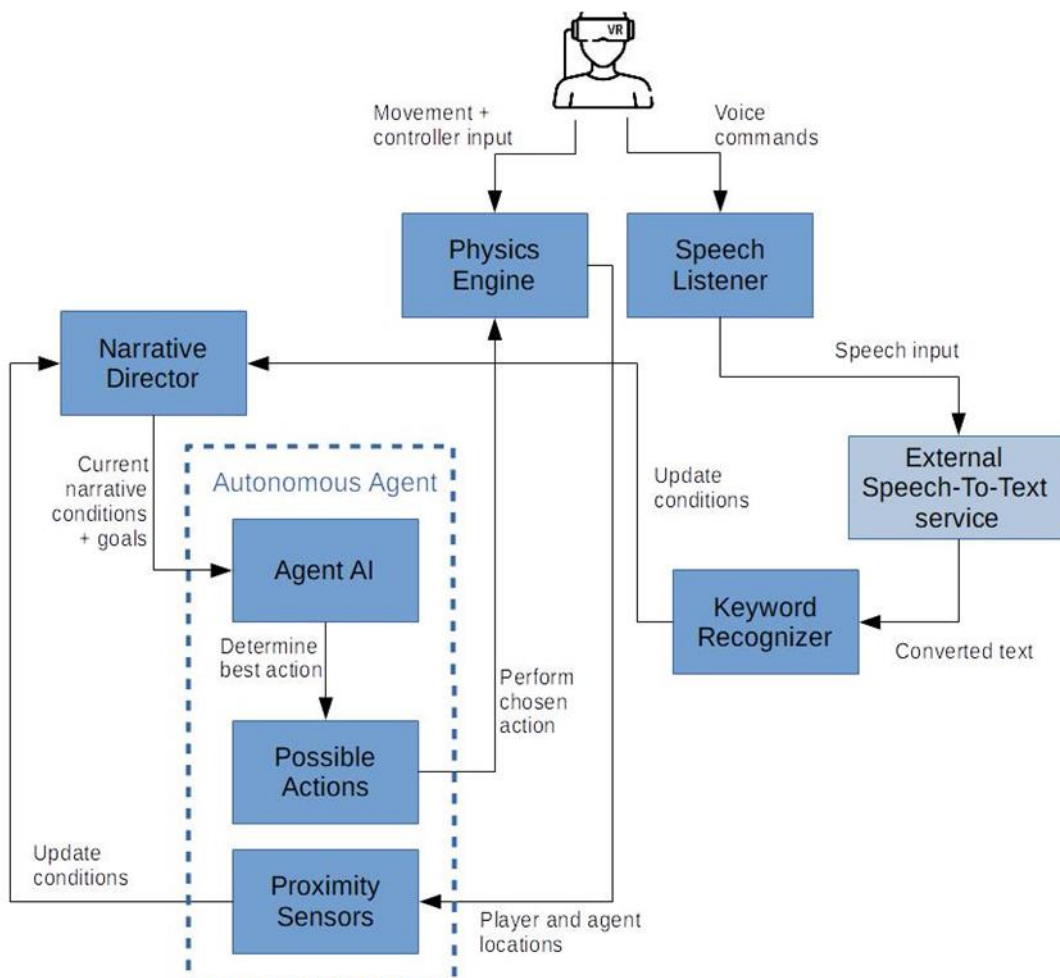 VR
Movement +
controller input
Voice
commands
Physics
Engine
Speech
Listener
Narrative
Director
Speech input
Current
narrative
conditions
+ goals
Autonomous Agent
Update
conditions
External
Speech-To-Text
service
Agent AI
Keyword
Recognizer
Determine
best action
Converted text
Perform
chosen
action
Possible
Actions
Update
conditions
Proximity
Sensors
Player and agent
locations